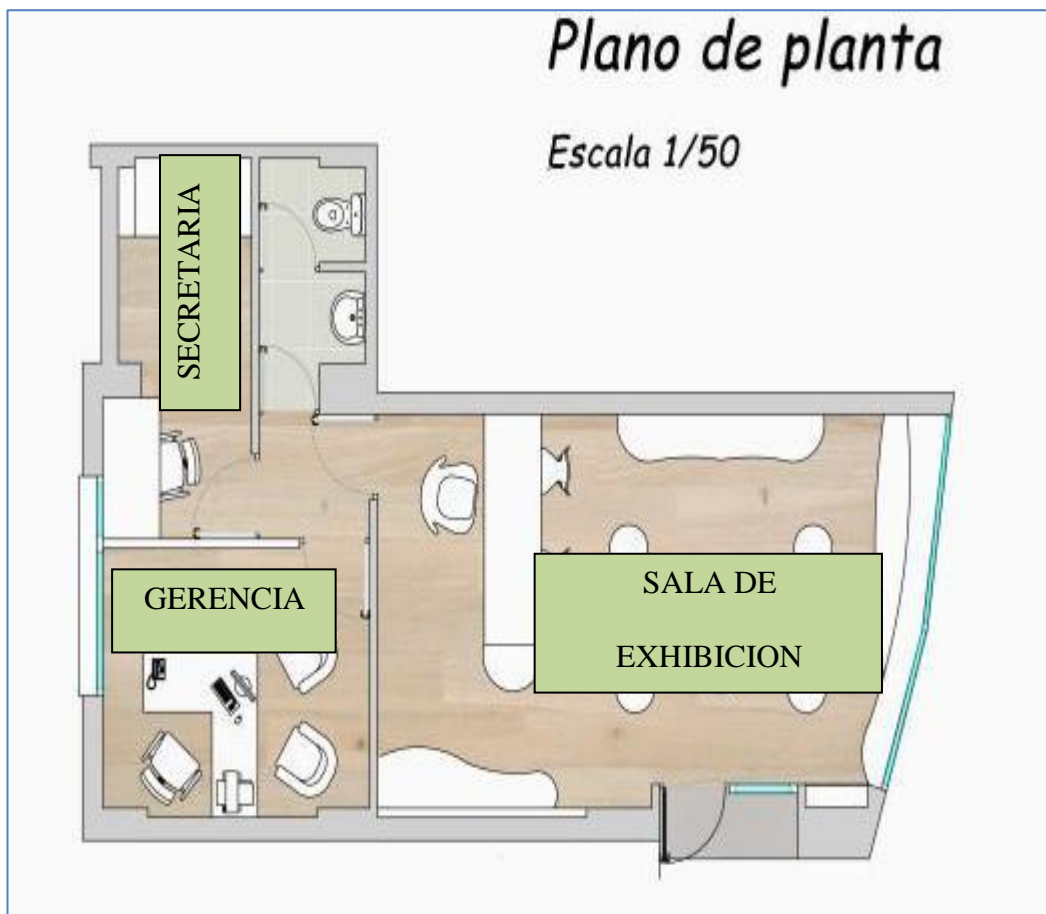 Plano de planta
Escala 1/50
SECRETARIA
GERENCIA
SALA DE
EXHIBICION